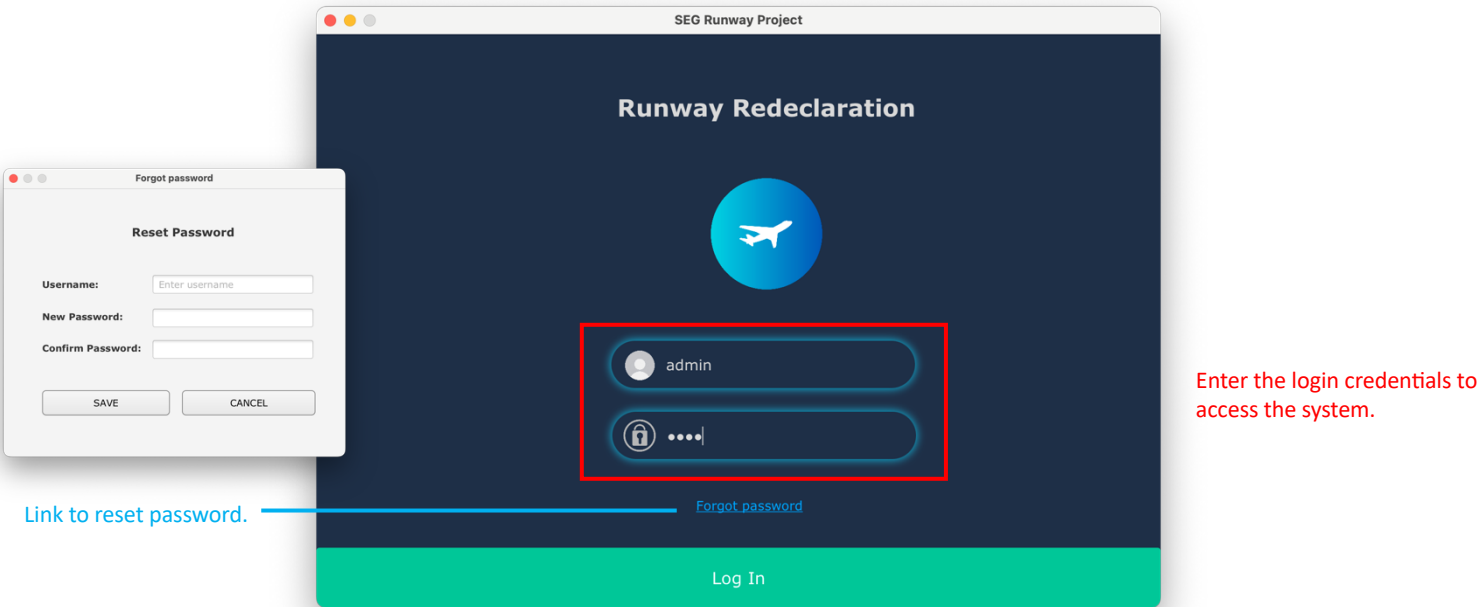 SEG Runway Project
Runway Redeclaration
Forgot password
Reset Password
Username: Enter username
New Password:
Confirm Password:
SAVE CANCEL
admin
••••
Enter the login credentials to
access the system.
Forgot password
Link to reset password.
Log In